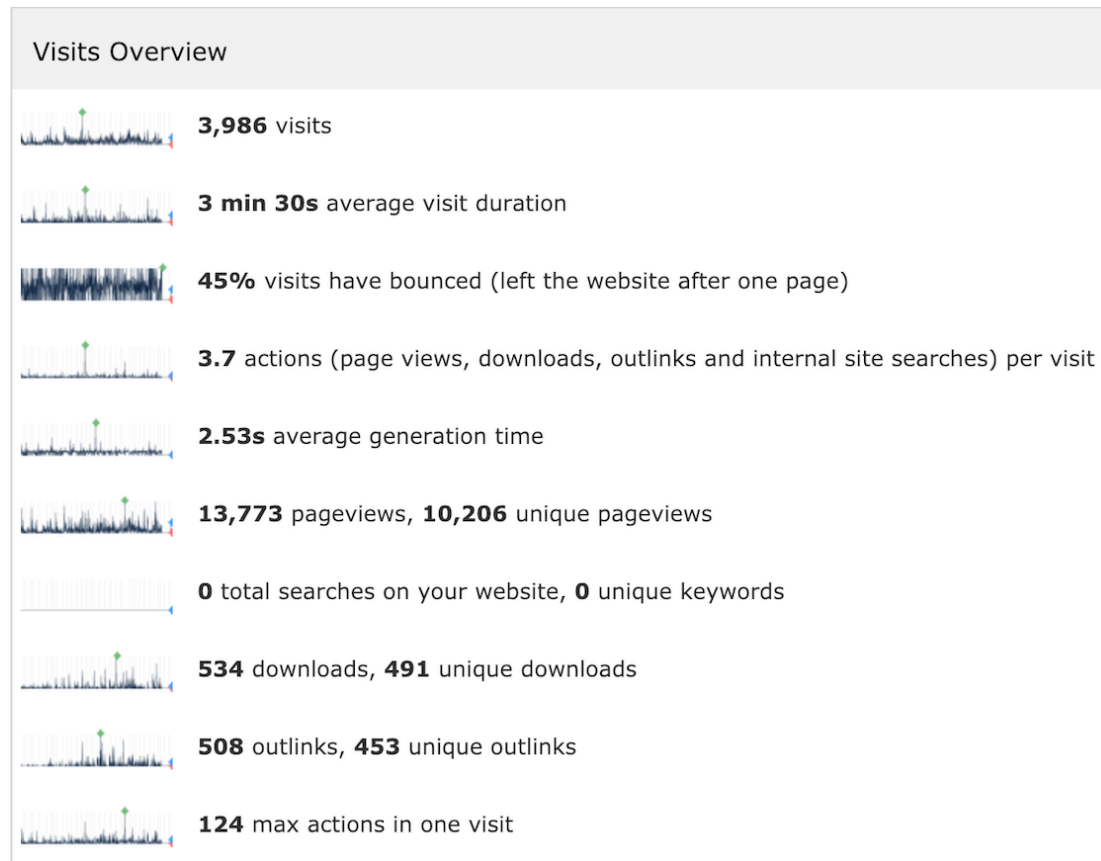 Visits Overview
3,986 visits
3 min 30s average visit duration
45% visits have bounced (left the website after one page)
3.7 actions (page views, downloads, outlinks and internal site searches) per visit
2.53s average generation time
13,773 pageviews, 10,206 unique pageviews
0 total searches on your website, 0 unique keywords
534 downloads, 491 unique downloads
508 outlinks, 453 unique outlinks
124 max actions in one visit